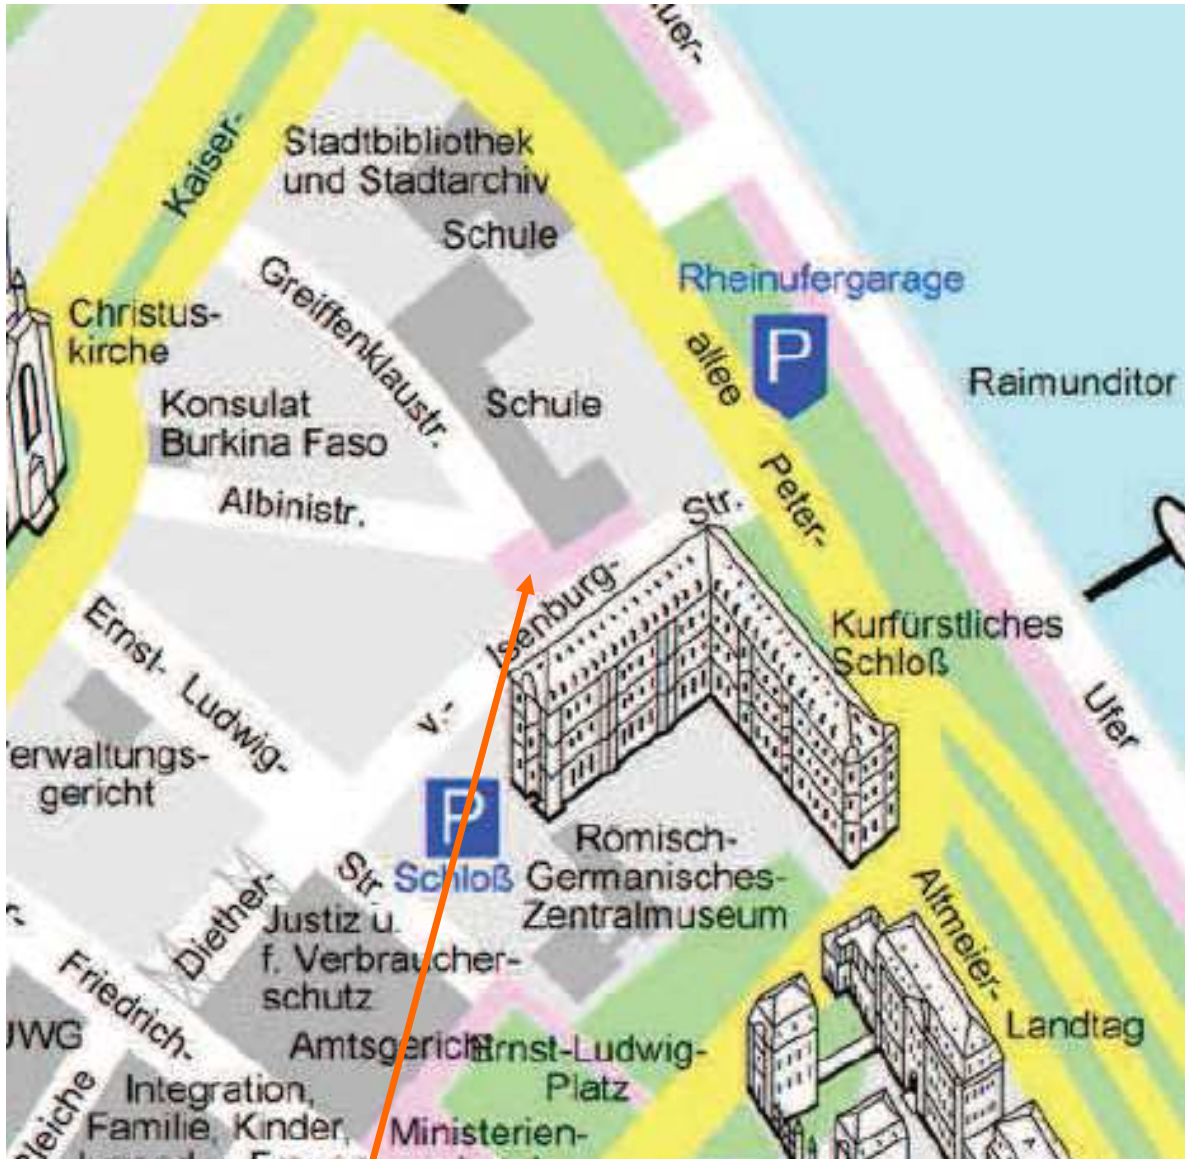 Kaiser-
Stadtbibliothek
und Stadtarchiv
Schule
Greiffenklaustr.
Rheinufergarage
P
Christus-
kirche
allee
Raimunditor
Konsulat
Burkina Faso
Schule
Peter-
Albinistr.
Str.
Isenburg-
v.-
Ernst-
Ludwig-
Kurfürstliches
Schloß
Ufer
gericht
P
Schloß
Str.
Römisch-
Germanisches-
Zentralmuseum
Diether-
Justiz u.
f. Verbraucher-
schutz
Altmeier-
Friedrich-
Landtag
Amtsgericht
Ernst-Ludwig-
Platz
Integration,
Familie, Kinder,
Ministerien-